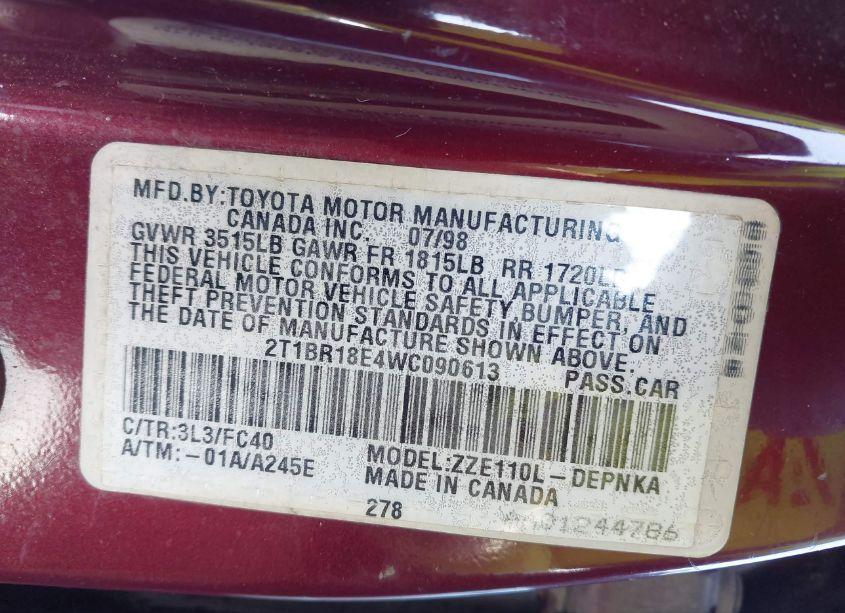 MFD.BY:TOYOTA MOTOR MANUFACTURING
CANADA INC. 07/98
GVWR 3515LB GAWR FR 1815LB RR 1720LB
THIS VEHICLE CONFORMS TO ALL APPLICABLE
FEDERAL MOTOR VEHICLE SAFETY BUMPER, AND
THEFT PREVENTION STANDARDS IN EFFECT ON
THE DATE OF MANUFACTURE SHOWN ABOVE.
2T1BR18E4WC090613 PASS.CAR
C/TR:3L3/FC40
A/TM:-01A/A245E
MODEL:ZZE110L-DEPNKA
MADE IN CANADA
278